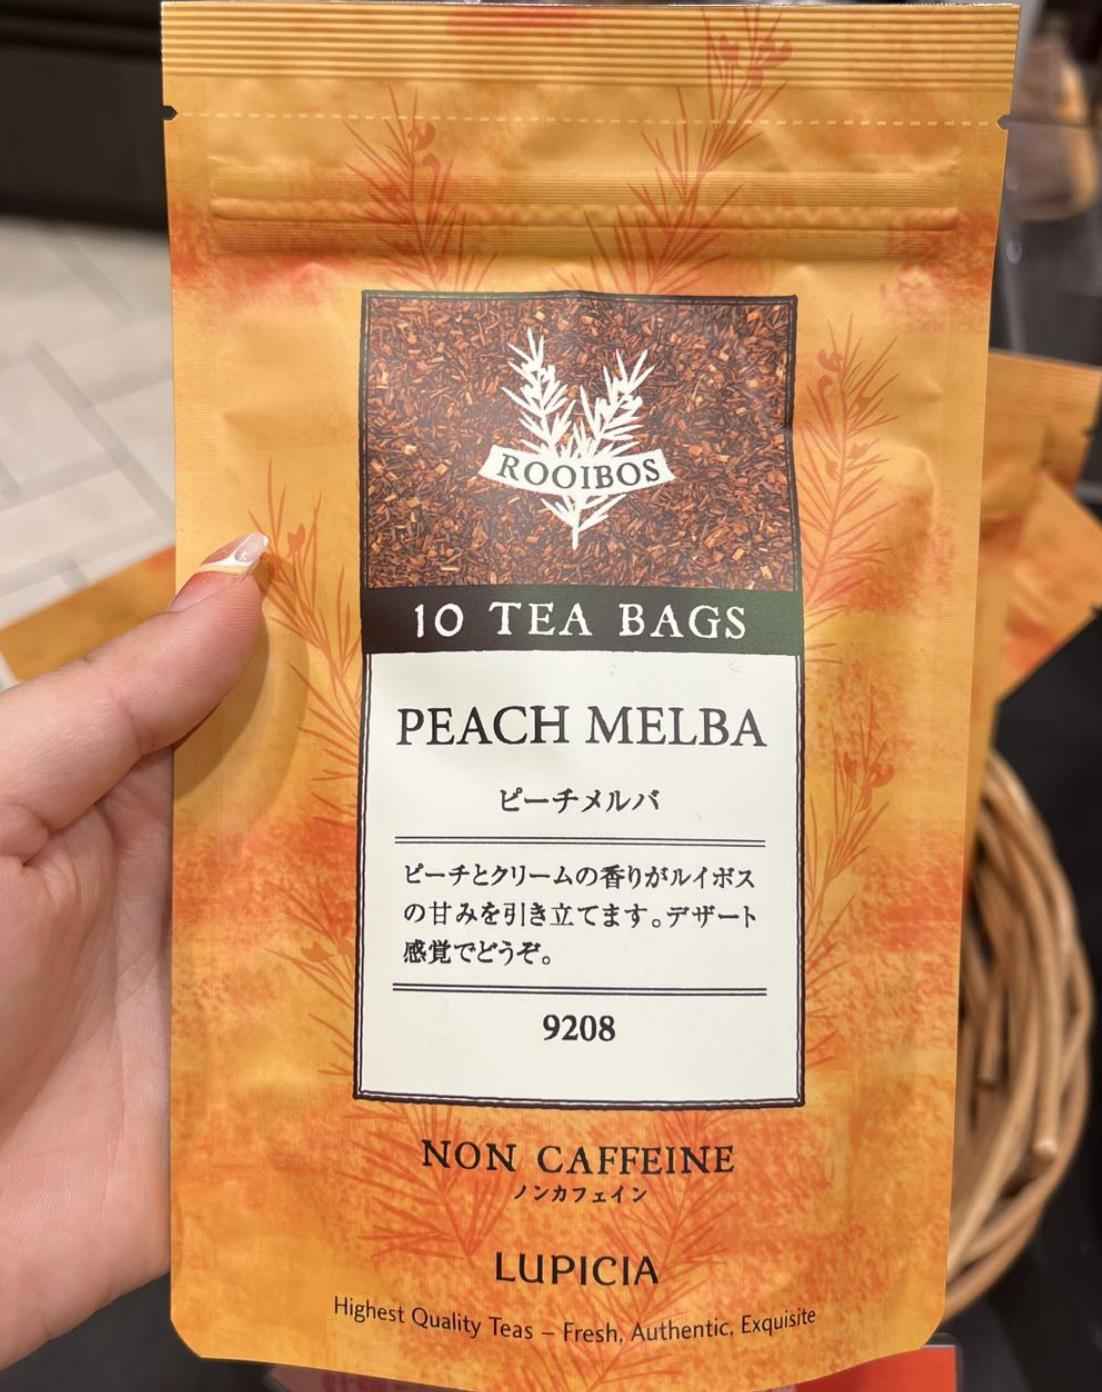 ROOIBOS
10 TEA BAGS
PEACH MELBA
ピーチメルバ
ピーチとクリームの香りがルイボス
の甘みを引き立てます。デザート
感覚でどうぞ。
9208
NON CAFFEINE
ノンカフェイン
LUPICIA
Highest Quality Teas – Fresh, Authentic, Exquisite